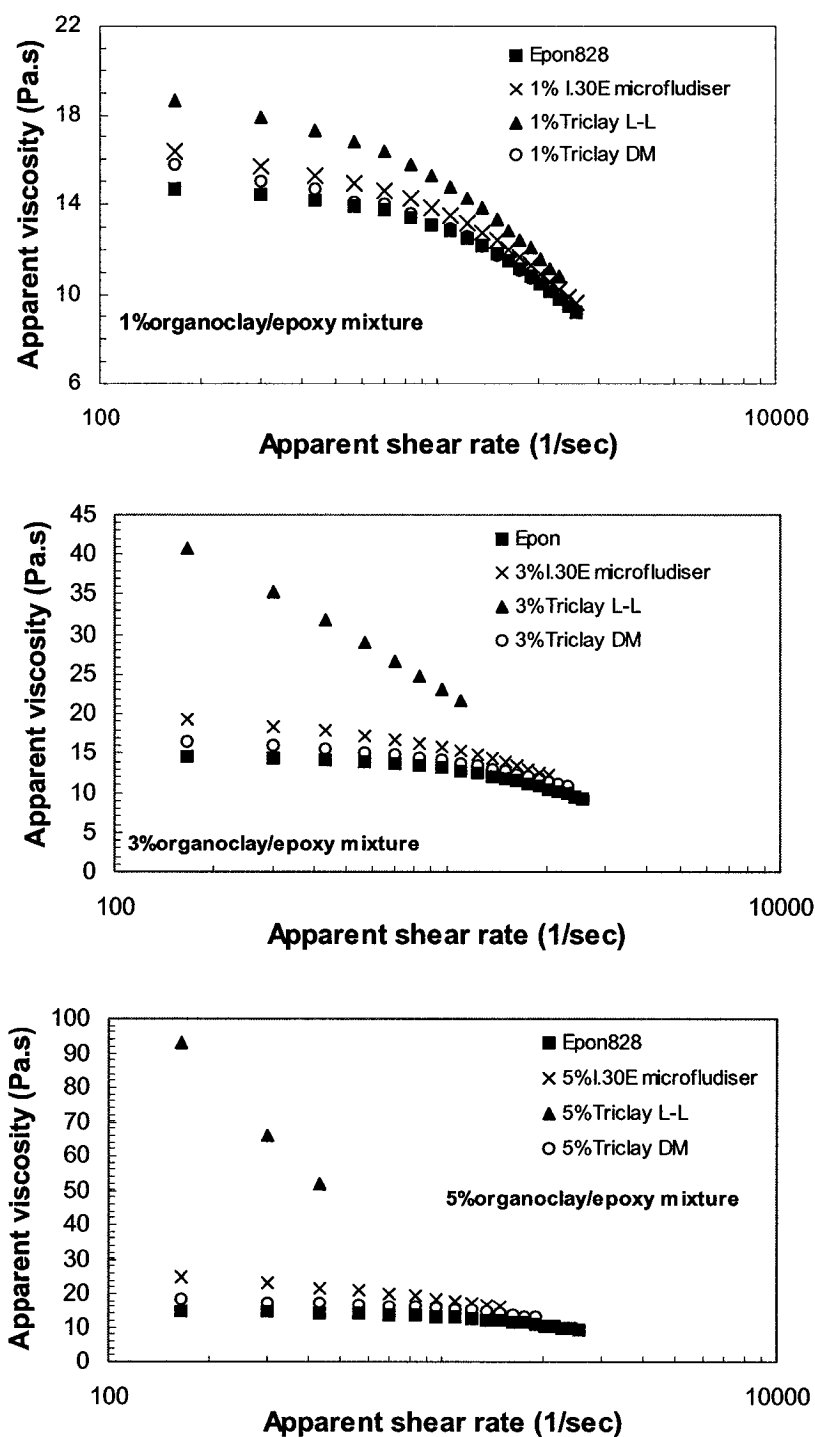 22
18
14
10
6
Apparent viscosity (Pa.s)
Epon828
1% I.30E microfludiser
1%Triclay L-L
1%Triclay DM
1%organoclay/epoxy mixture
100
10000
Apparent shear rate (1/sec)
45
40
35
30
25
20
15
10
5
0
Apparent viscosity (Pa.s)
Epon
3%I.30E microfludiser
3%Triclay L-L
3%Triclay DM
3%organoclay/epoxy mixture
100
10000
Apparent shear rate (1/sec)
100
90
80
70
60
50
40
30
20
10
0
Apparent viscosity (Pa.s)
Epon828
5%I.30E microfludiser
5%Triclay L-L
5%Triclay DM
5%organoclay/epoxy mixture
100
10000
Apparent shear rate (1/sec)